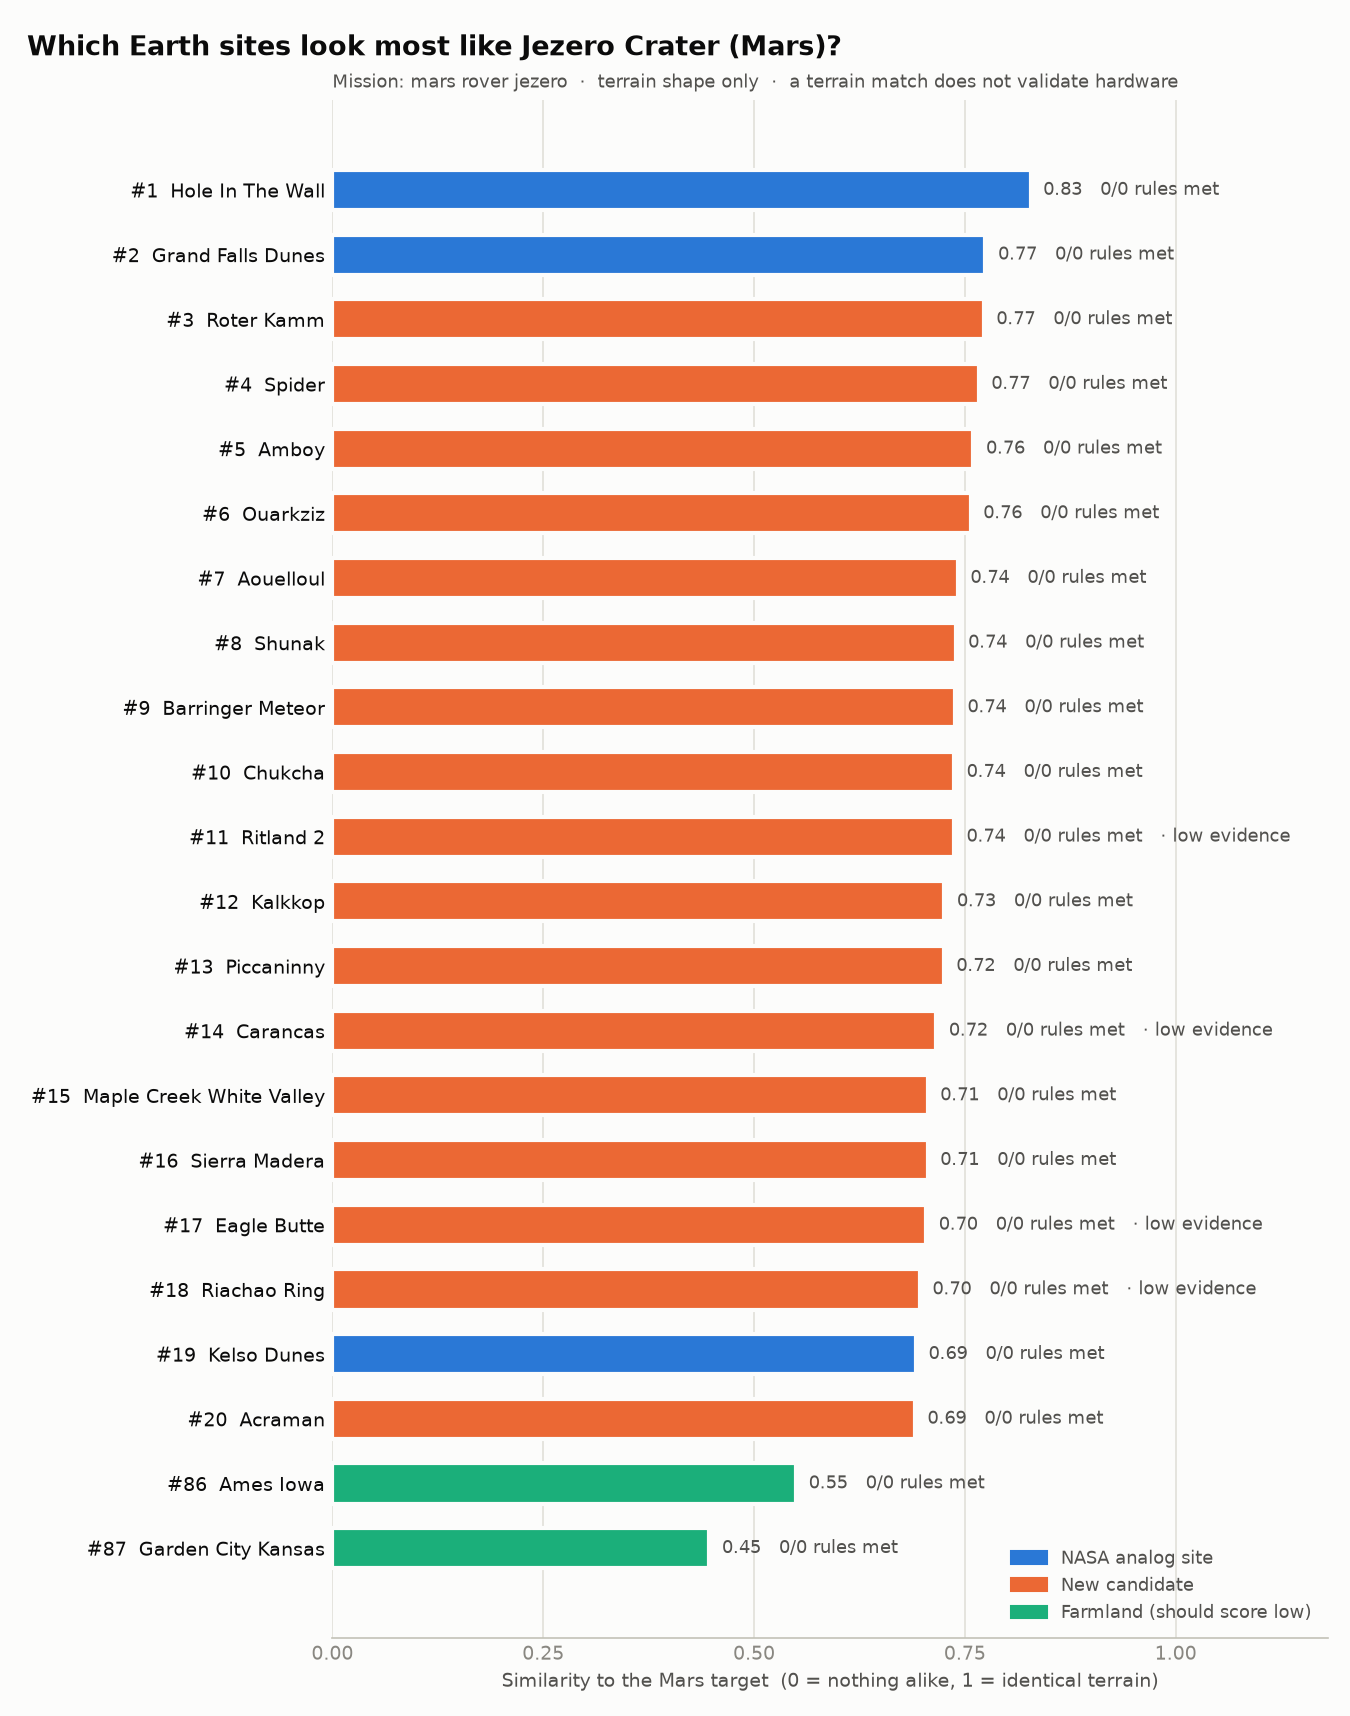 Which Earth sites look most like Jezero Crater (Mars)?
Mission: mars rover jezero · terrain shape only · a terrain match does not validate hardware
#1 Hole In The Wall 0.83 0/0 rules met
#2 Grand Falls Dunes 0.77 0/0 rules met
#3 Roter Kamm 0.77 0/0 rules met
#4 Spider 0.77 0/0 rules met
#5 Amboy 0.76 0/0 rules met
#6 Ouarkziz 0.76 0/0 rules met
#7 Aouelloul 0.74 0/0 rules met
#8 Shunak 0.74 0/0 rules met
#9 Barringer Meteor 0.74 0/0 rules met
#10 Chukcha 0.74 0/0 rules met
#11 Ritland 2 0.74 0/0 rules met · low evidence
#12 Kalkkop 0.73 0/0 rules met
#13 Piccaninny 0.72 0/0 rules met
#14 Carancas 0.72 0/0 rules met · low evidence
#15 Maple Creek White Valley 0.71 0/0 rules met
#16 Sierra Madera 0.71 0/0 rules met
#17 Eagle Butte 0.70 0/0 rules met · low evidence
#18 Riachao Ring 0.70 0/0 rules met · low evidence
#19 Kelso Dunes 0.69 0/0 rules met
#20 Acraman 0.69 0/0 rules met
#86 Ames Iowa 0.55 0/0 rules met
#87 Garden City Kansas 0.45 0/0 rules met
NASA analog site
New candidate
Farmland (should score low)
0.00 0.25 0.50 0.75 1.00
Similarity to the Mars target (0 = nothing alike, 1 = identical terrain)